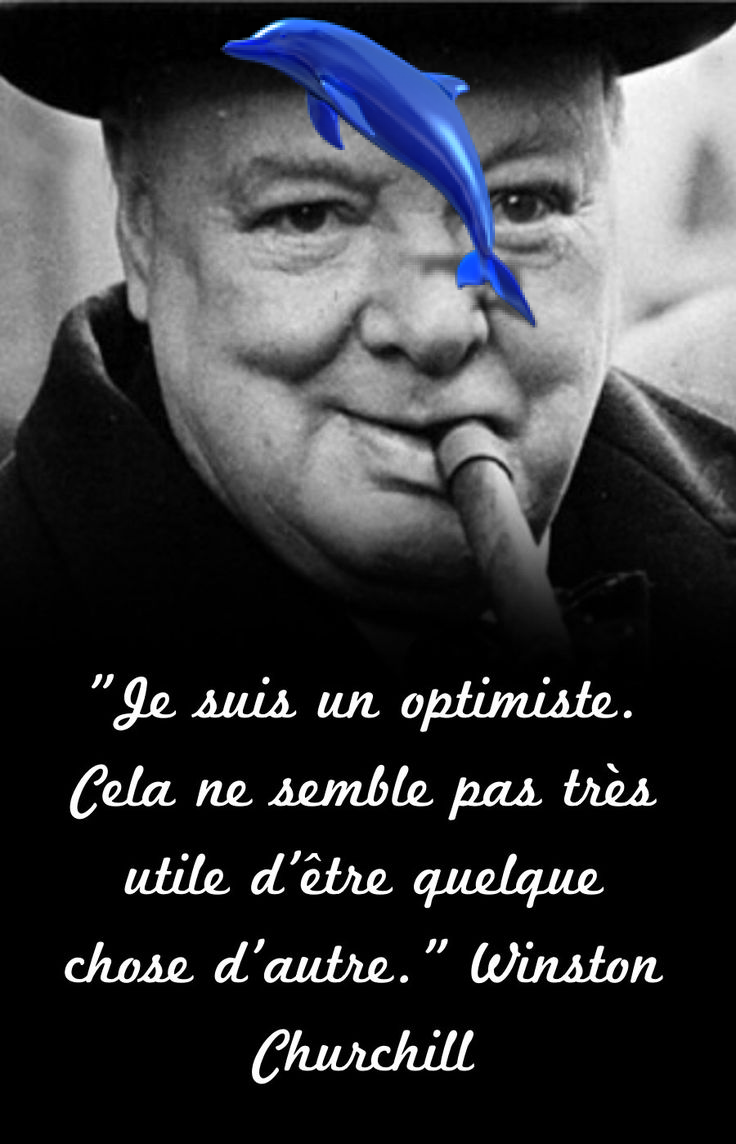 "Je suis un optimiste.
Cela ne semble pas très
utile d'être quelque
chose d'autre." Winston
Churchill